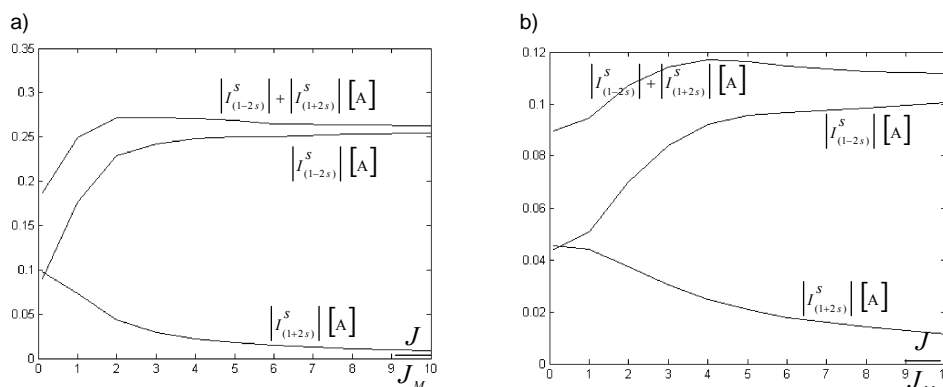 a)
0.35
0.3
0.25
0.2
0.15
0.1
0.05
0
0 1 2 3 4 5 6 7 8 9 10
|I^S_(1−2s)| + |I^S_(1+2s)| [A]
|I^S_(1−2s)| [A]
|I^S_(1+2s)| [A]
J
J_M
b)
0.12
0.1
0.08
0.06
0.04
0.02
0
0 1 2 3 4 5 6 7 8 9
|I^S_(1−2s)| + |I^S_(1+2s)| [A]
|I^S_(1−2s)| [A]
|I^S_(1+2s)| [A]
J